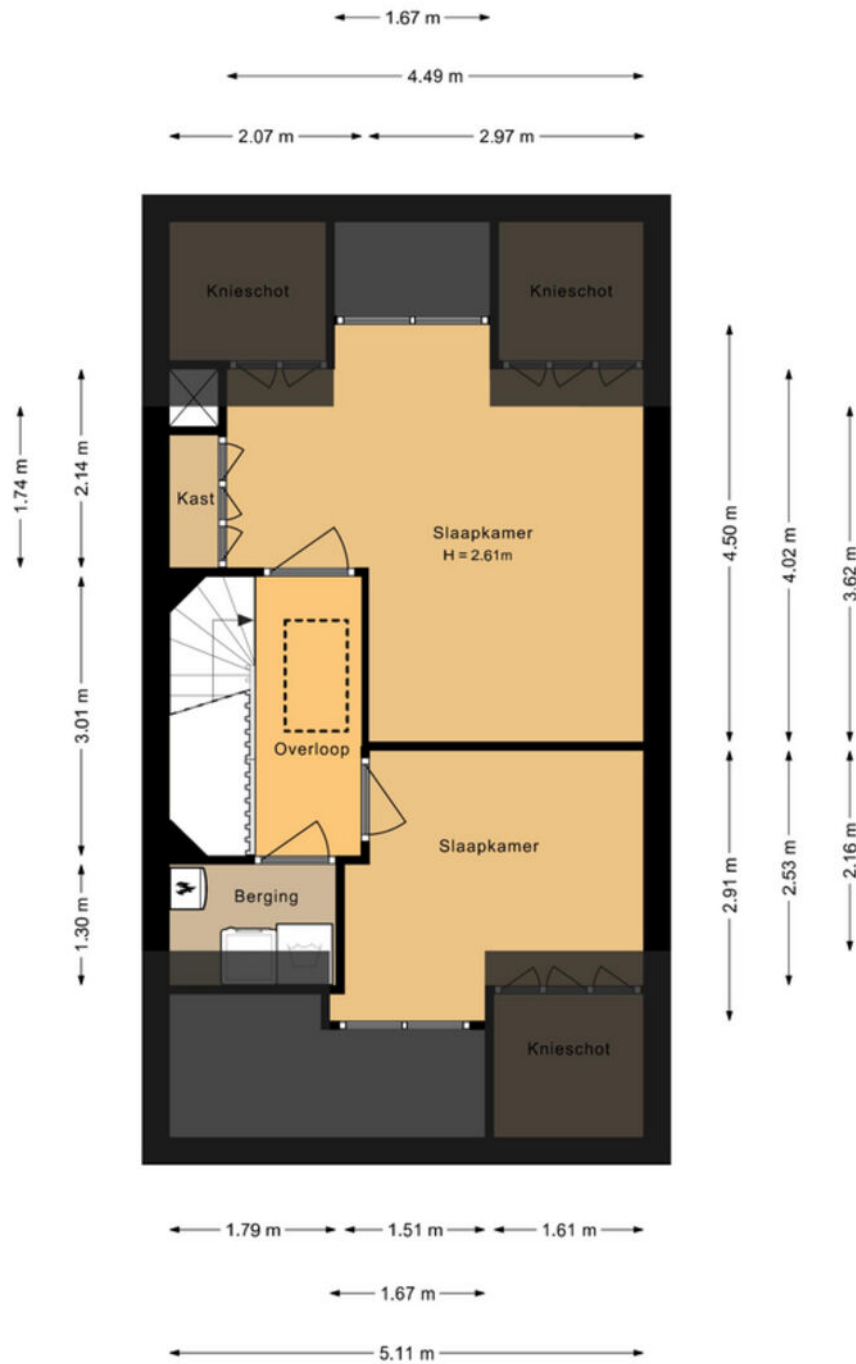 1.67 m
4.49 m
2.07 m
2.97 m
Knieschot
Knieschot
Kast
Slaapkamer
H = 2.61m
1.74 m
2.14 m
4.50 m
4.02 m
3.62 m
3.01 m
Overloop
Slaapkamer
Berging
1.30 m
2.91 m
2.53 m
2.16 m
Knieschot
1.79 m
1.51 m
1.61 m
1.67 m
5.11 m